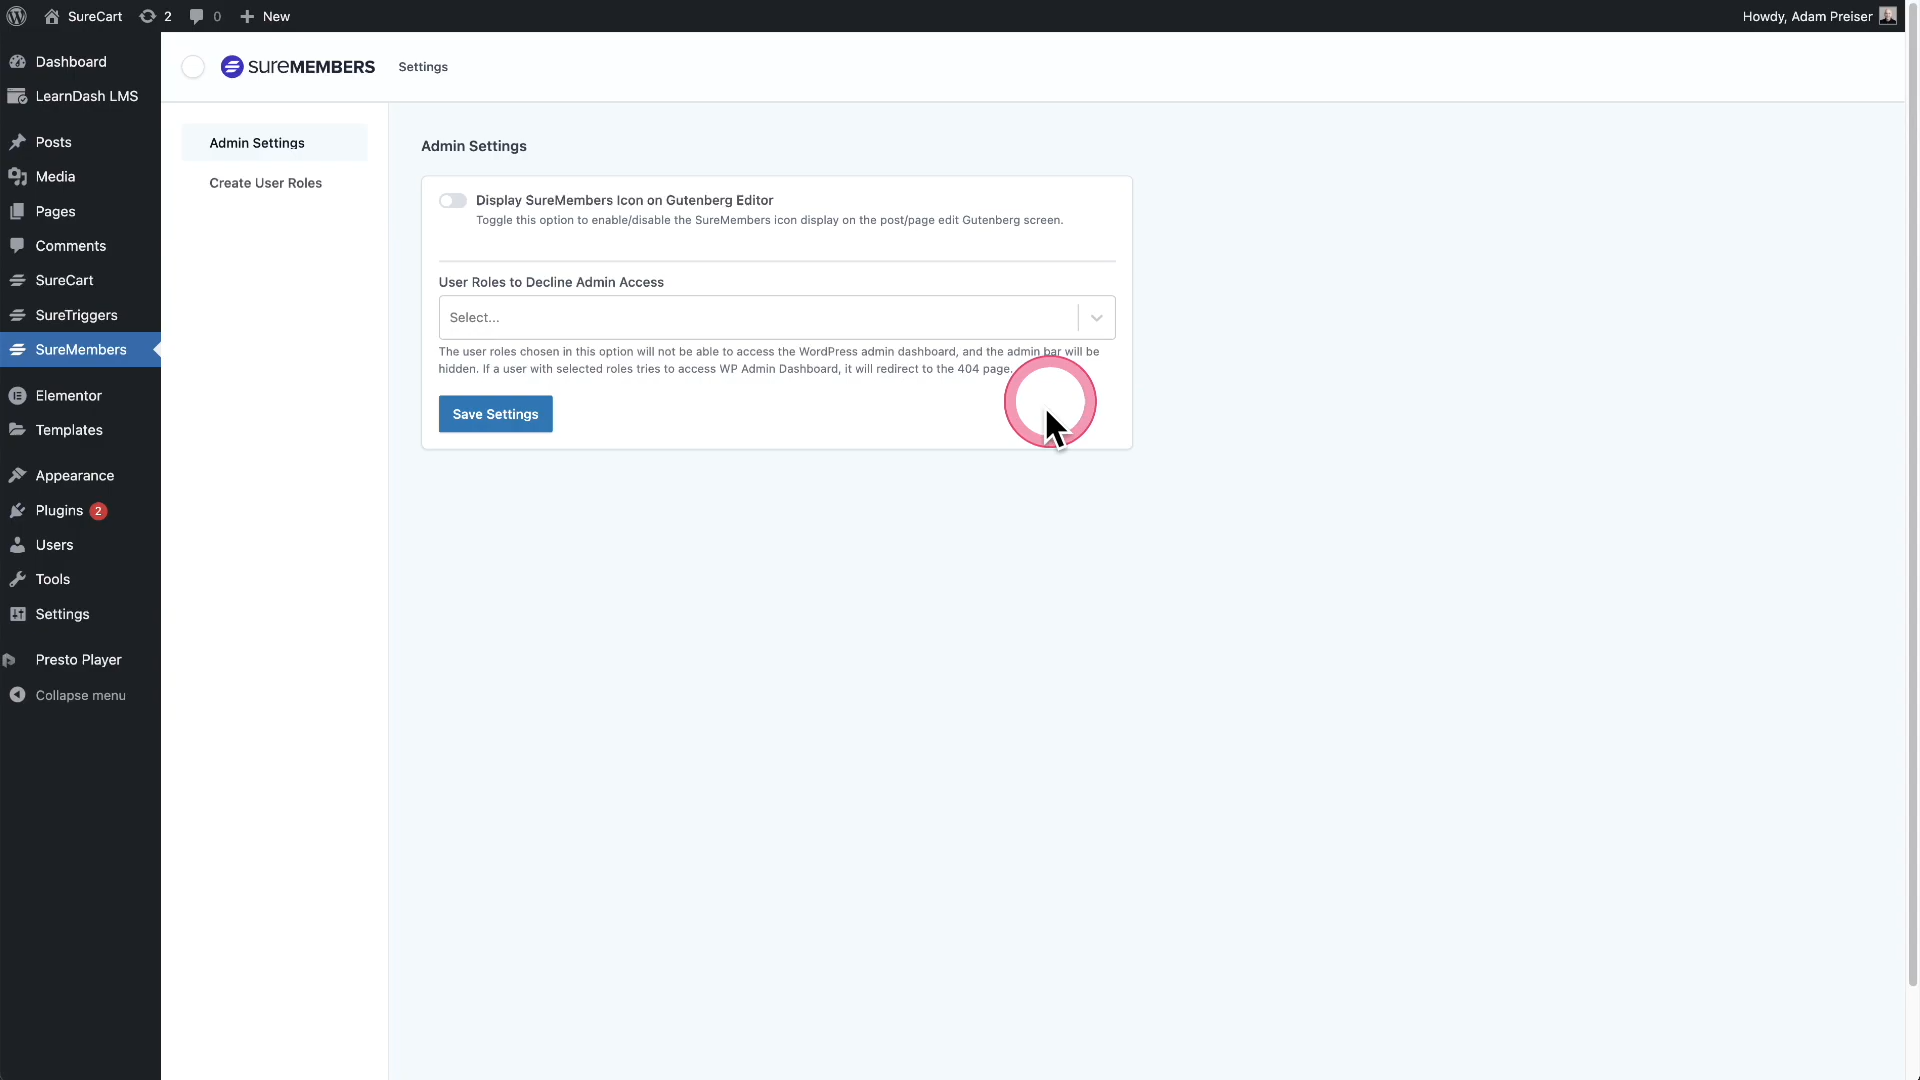 SureCart
2
0
New
Howdy, Adam Preiser
Dashboard
LearnDash LMS
Posts
Media
Pages
Comments
SureCart
SureTriggers
SureMembers
Elementor
Templates
Appearance
Plugins 2
Users
Tools
Settings
Presto Player
Collapse menu
SUREMEMBERS
Settings
Admin Settings
Create User Roles
Admin Settings
Display SureMembers Icon on Gutenberg Editor
Toggle this option to enable/disable the SureMembers icon display on the post/page edit Gutenberg screen.
User Roles to Decline Admin Access
Select...
The user roles chosen in this option will not be able to access the WordPress admin dashboard, and the admin bar will be
hidden. If a user with selected roles tries to access WP Admin Dashboard, it will redirect to the 404 page.
Save Settings